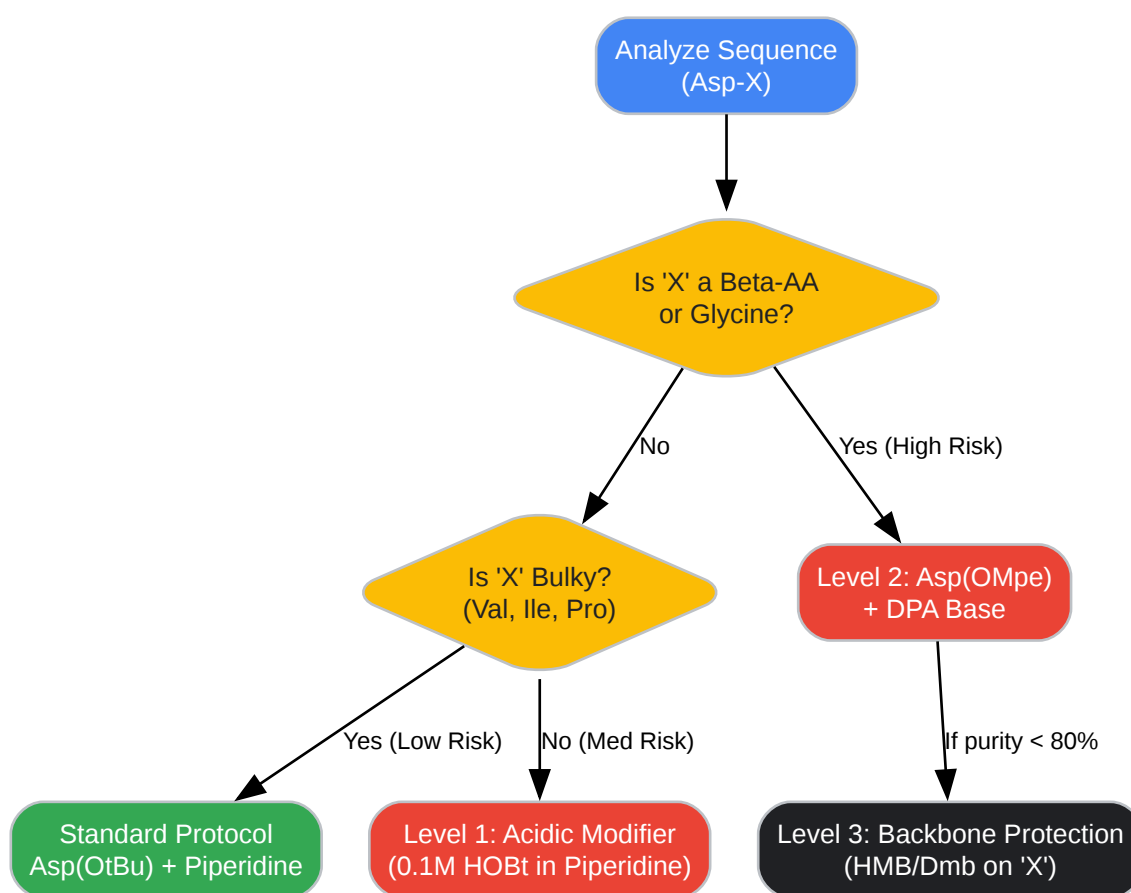 Analyze Sequence
(Asp-X)
Is 'X' a Beta-AA
or Glycine?
No
Yes (High Risk)
Is 'X' Bulky?
(Val, Ile, Pro)
Level 2: Asp(OMpe)
+ DPA Base
Yes (Low Risk)
No (Med Risk)
If purity < 80%
Standard Protocol
Asp(OtBu) + Piperidine
Level 1: Acidic Modifier
(0.1M HOBt in Piperidine)
Level 3: Backbone Protection
(HMB/Dmb on 'X')